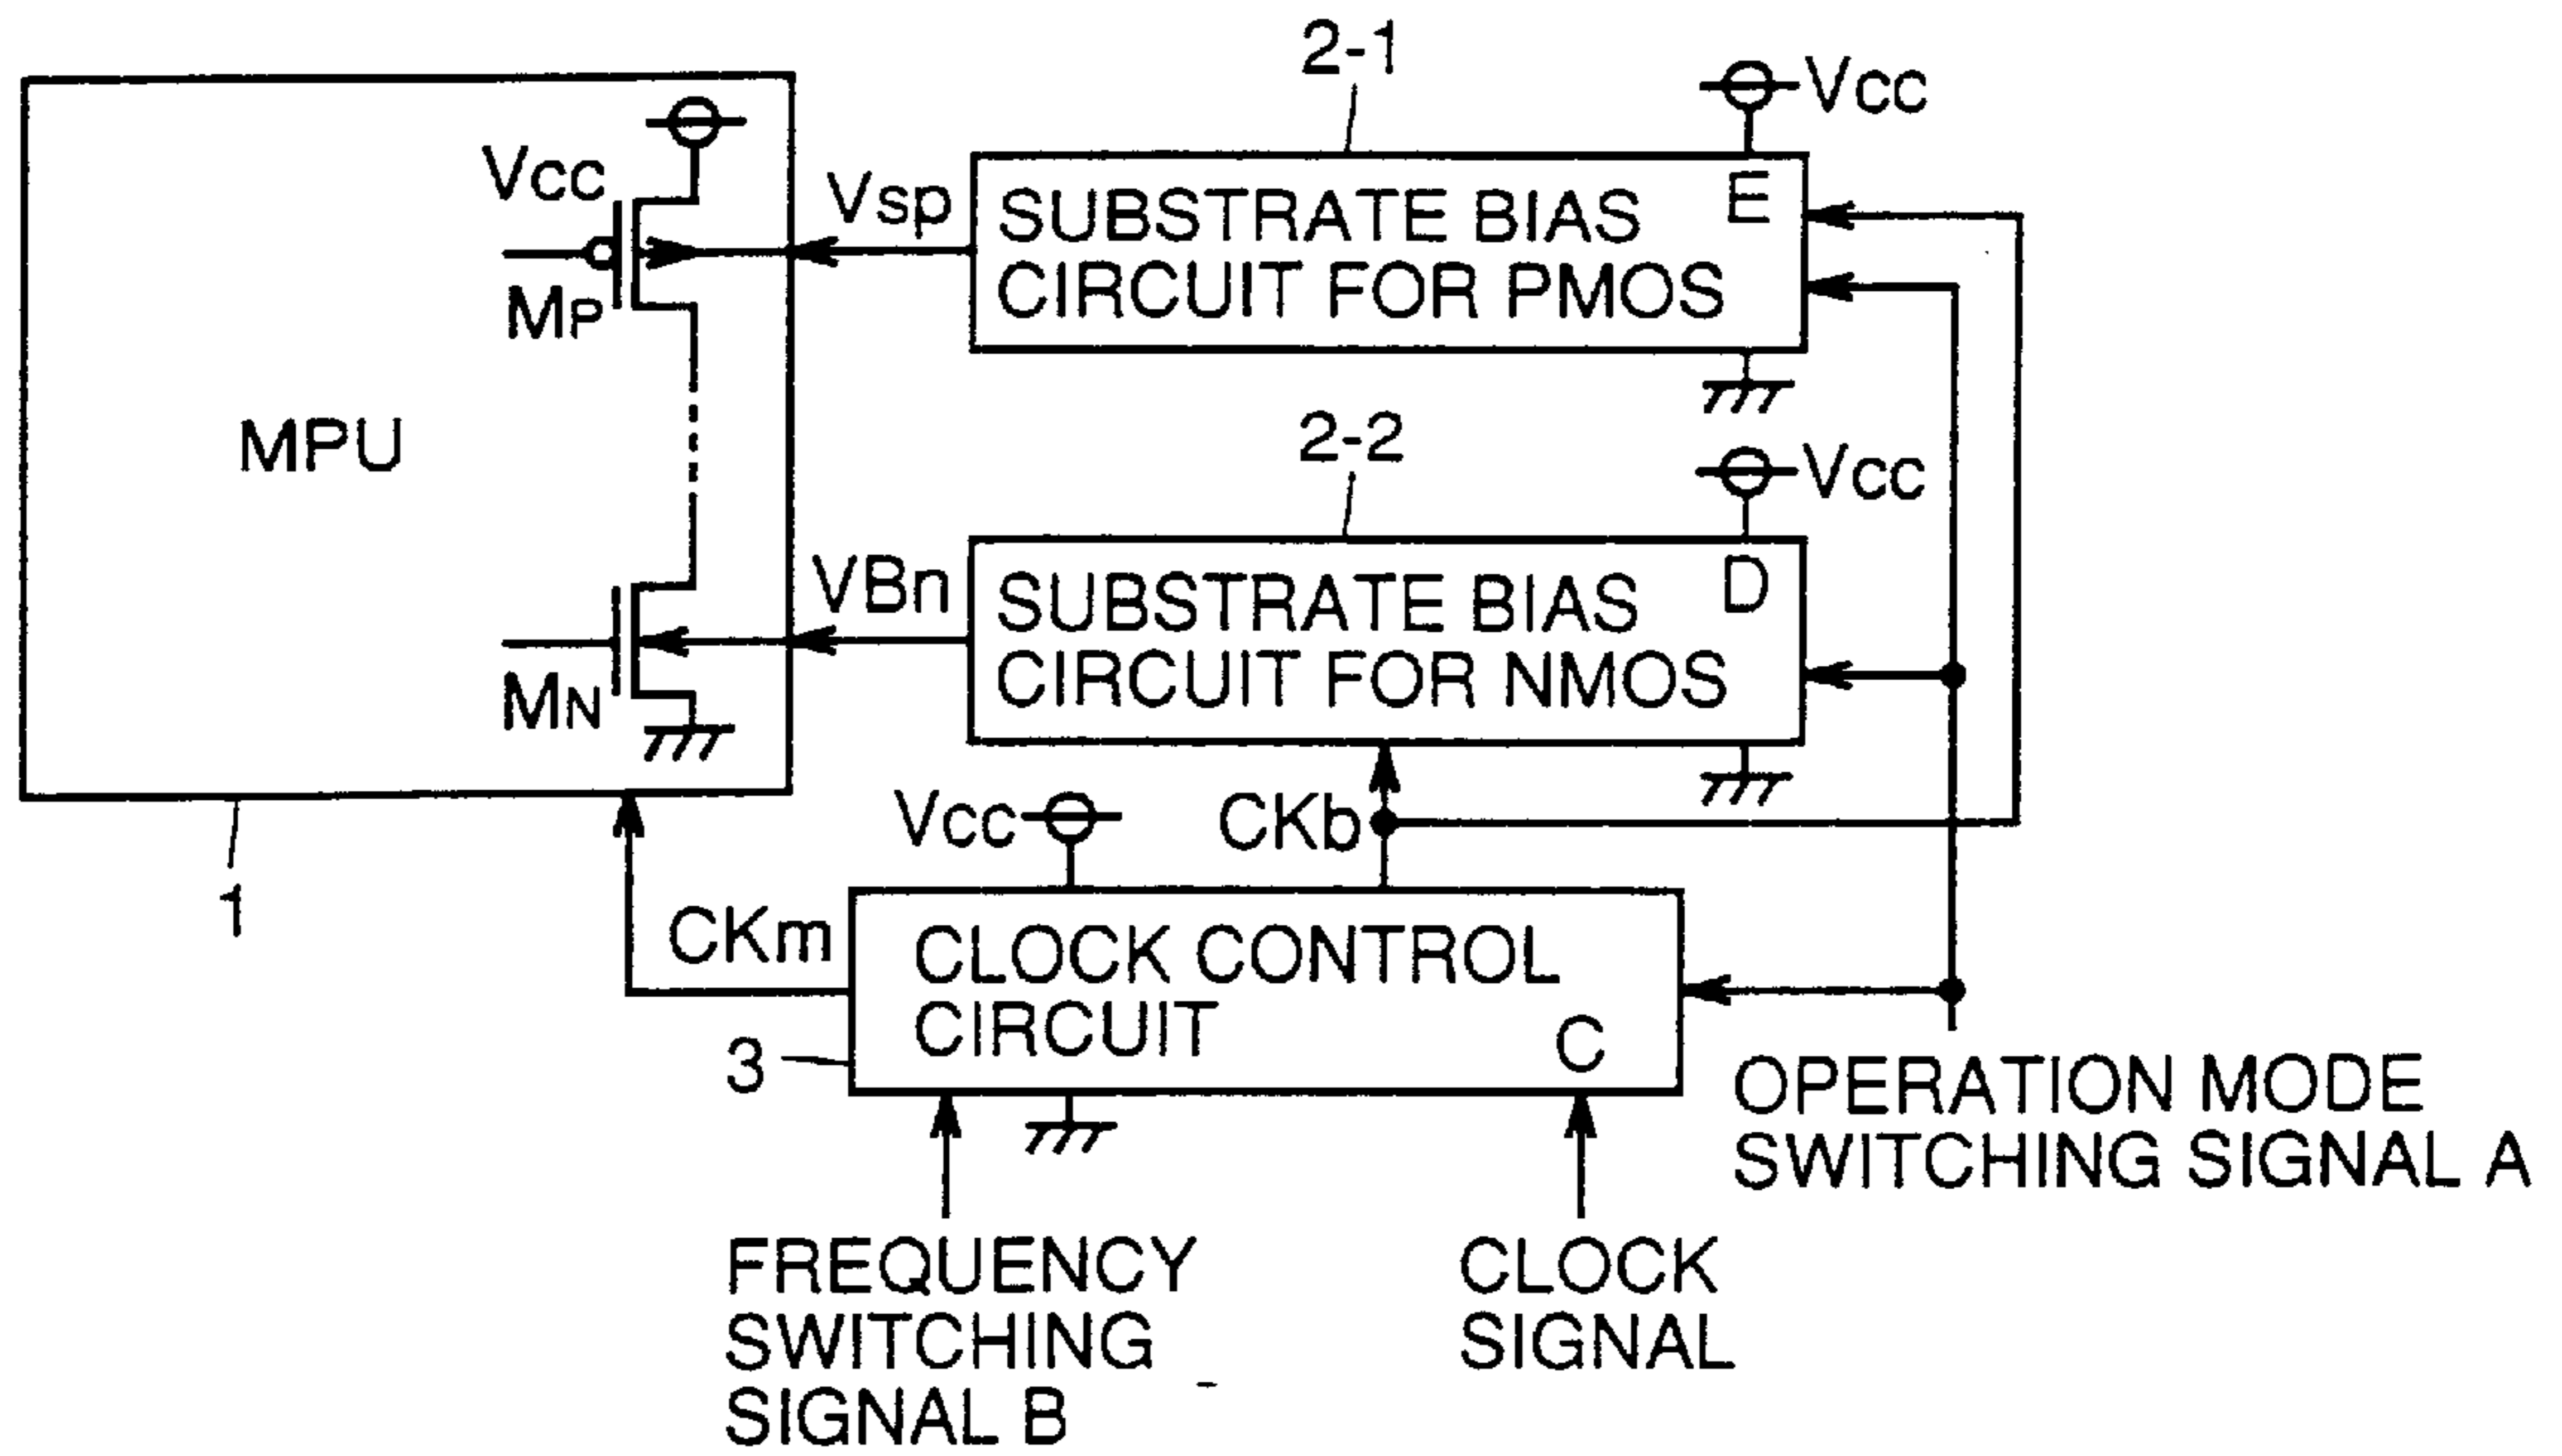 2-1
Vcc
Vcc
Vsp
SUBSTRATE BIAS
CIRCUIT FOR PMOS
E
MP
MPU
2-2
Vcc
VBn
SUBSTRATE BIAS
CIRCUIT FOR NMOS
D
MN
Vcc
CKb
1
CKm
CLOCK CONTROL
CIRCUIT
C
3
OPERATION MODE
SWITCHING SIGNAL A
FREQUENCY
SWITCHING
SIGNAL B
CLOCK
SIGNAL